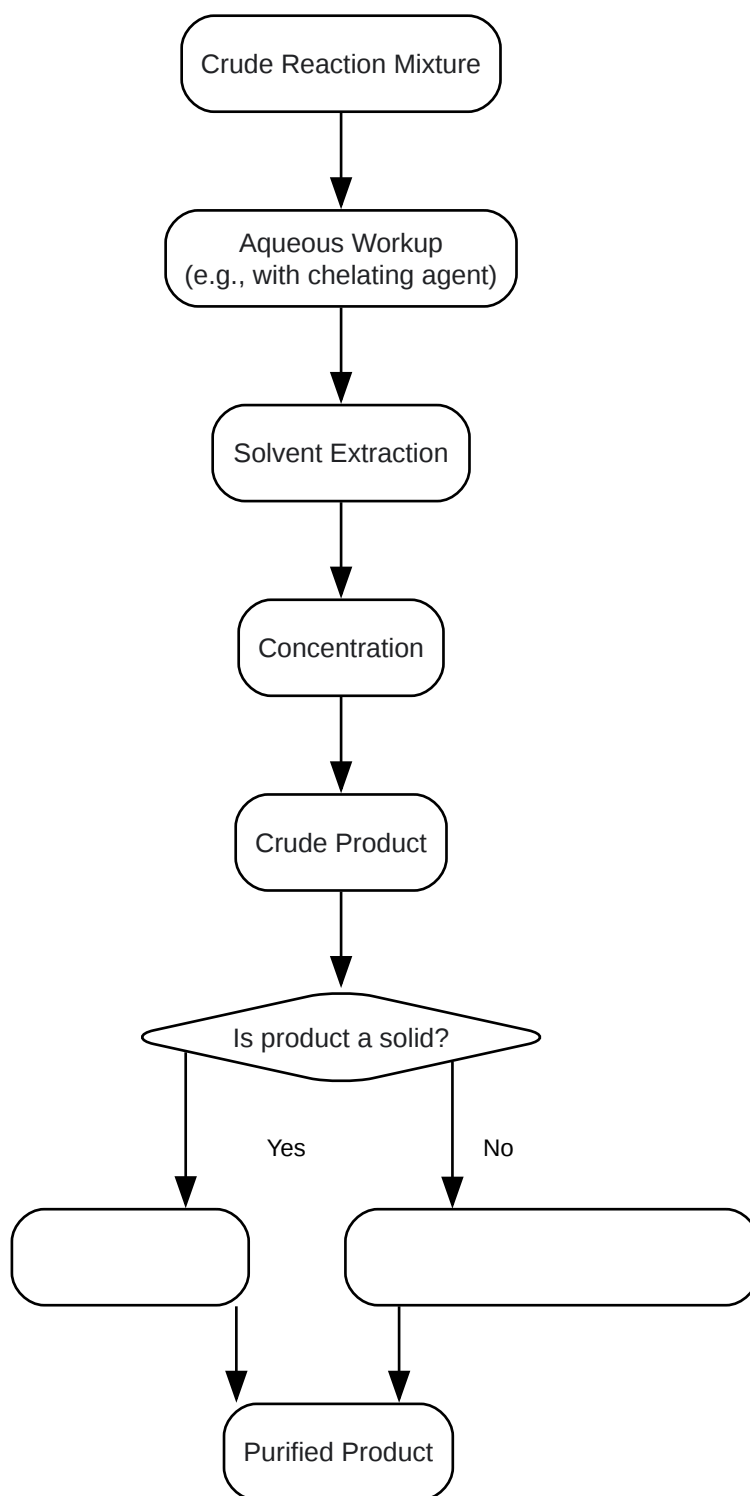 Crude Reaction Mixture
Aqueous Workup
(e.g., with chelating agent)
Solvent Extraction
Concentration
Crude Product
Is product a solid?
Yes
No
Purified Product